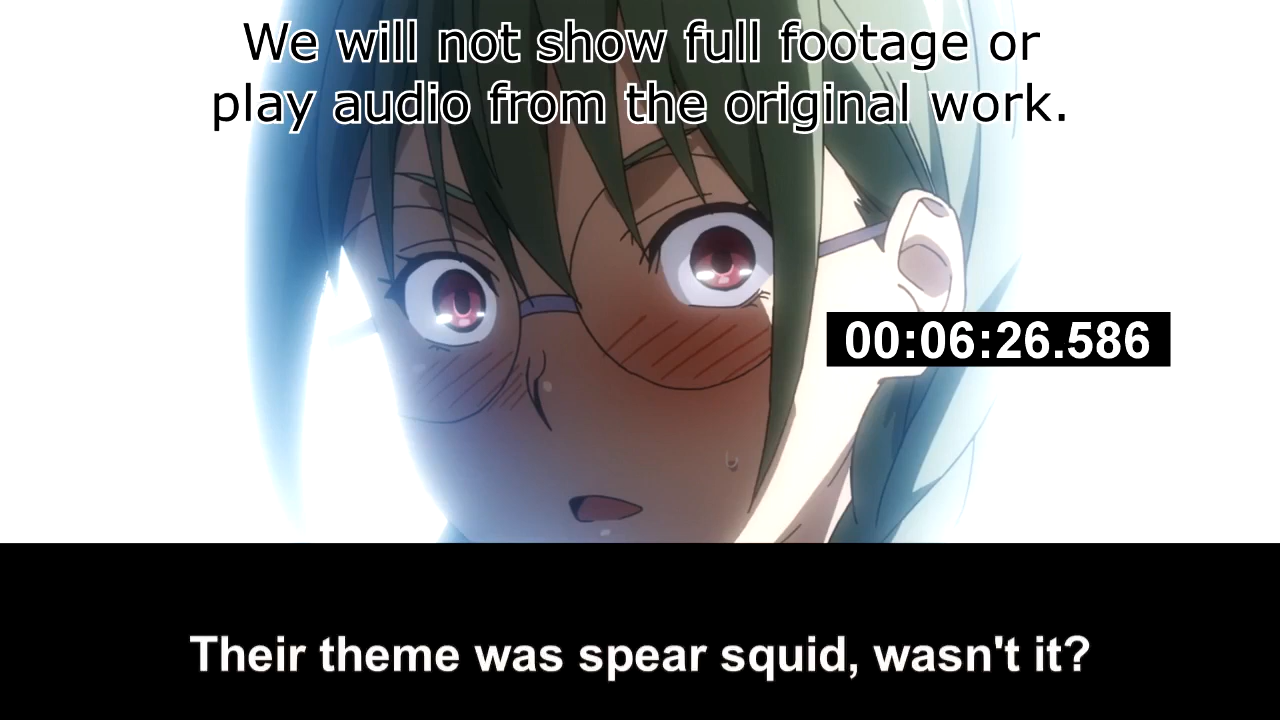 We will not show full footage or
play audio from the original work.
00:06:26.586
Their theme was spear squid, wasn't it?